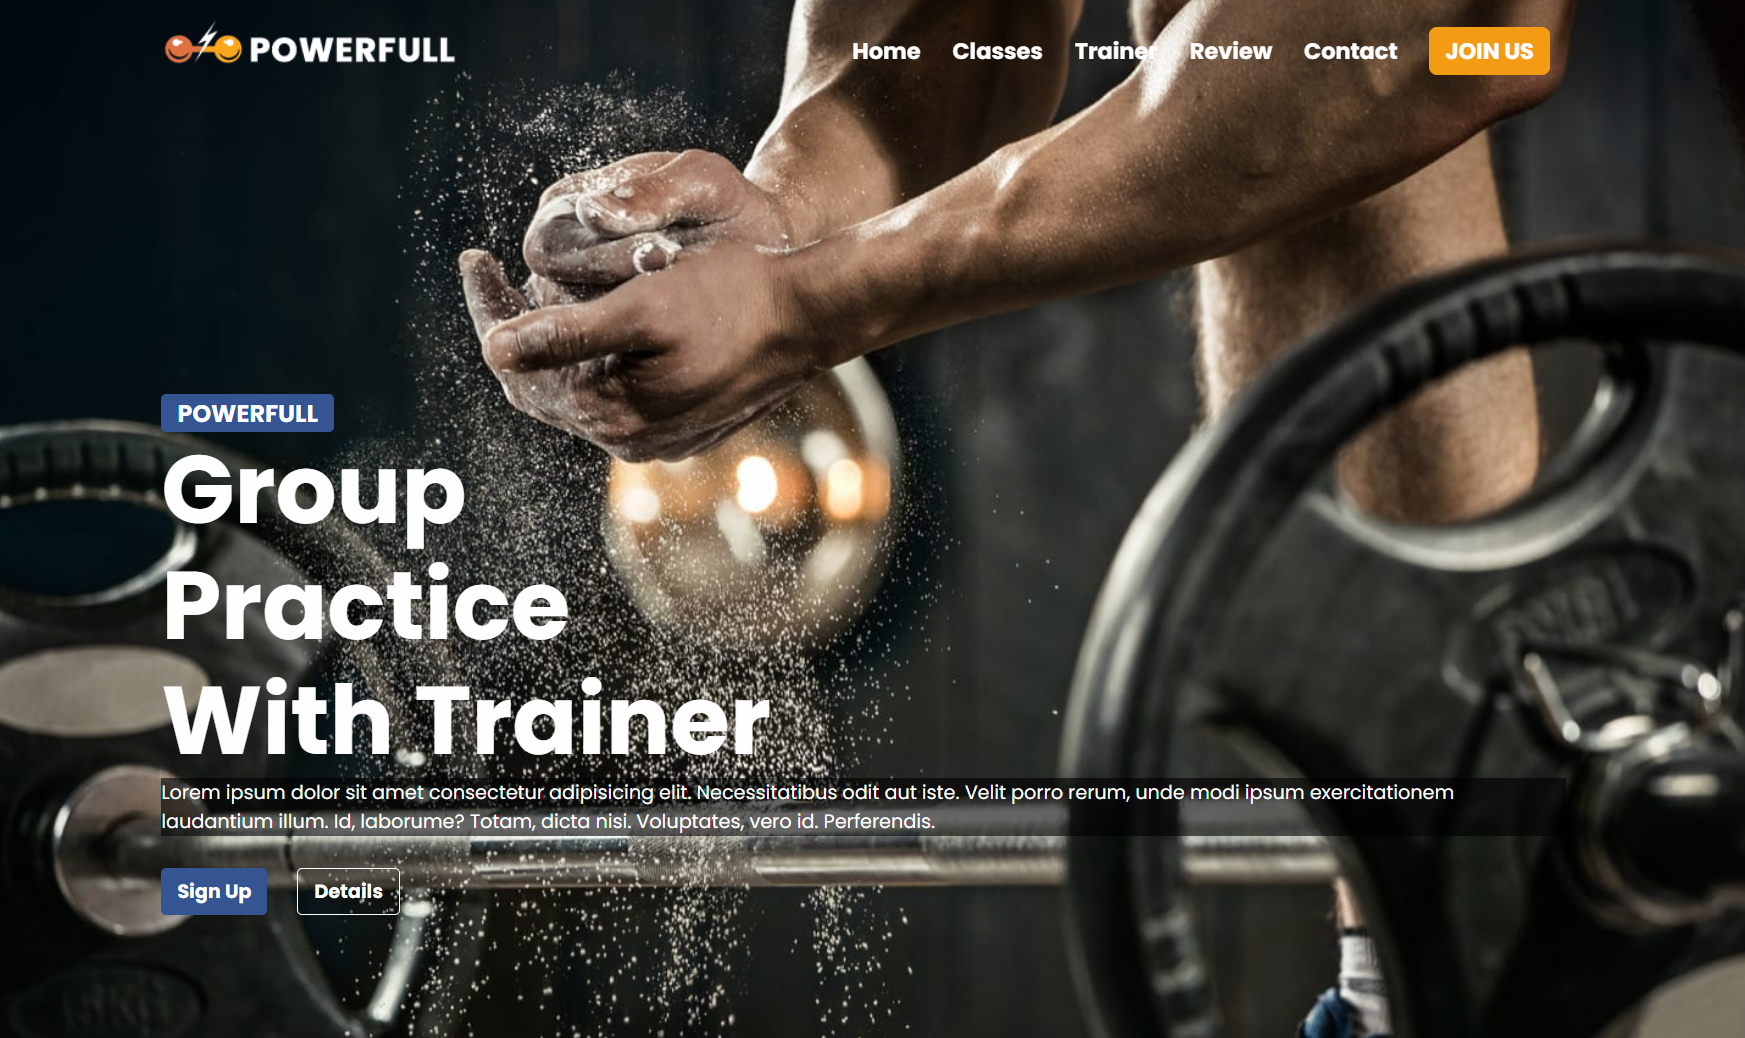 POWERFULL
Home Classes Trainer Review Contact JOIN US
POWERFULL
Group
Practice
With Trainer
Lorem ipsum dolor sit amet consectetur adipisicing elit. Necessitatibus odit aut iste. Velit porro rerum, unde modi ipsum exercitationem
laudantium illum. Id, laborume? Totam, dicta nisi. Voluptates, vero id. Perferendis.
Sign Up Details